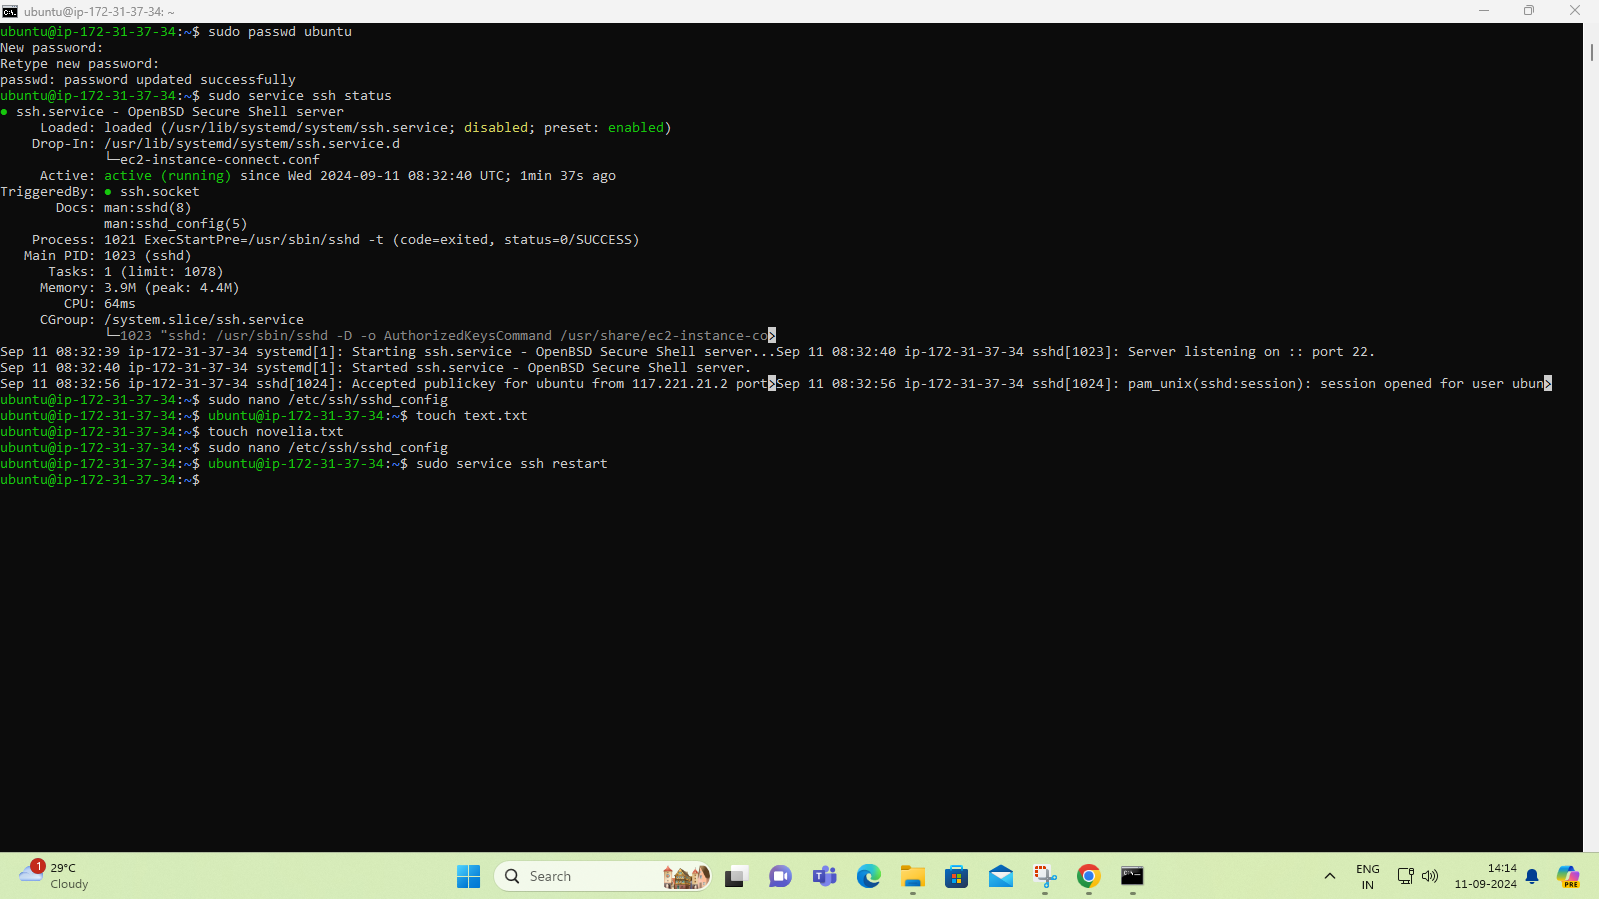 ubuntu@ip-172-31-37-34: ~
ubuntu@ip-172-31-37-34:~$ sudo passwd ubuntu
New password:
Retype new password:
passwd: password updated successfully
ubuntu@ip-172-31-37-34:~$ sudo service ssh status
● ssh.service - OpenBSD Secure Shell server
Loaded: loaded (/usr/lib/systemd/system/ssh.service; disabled; preset: enabled)
Drop-In: /usr/lib/systemd/system/ssh.service.d
└─ec2-instance-connect.conf
Active: active (running) since Wed 2024-09-11 08:32:40 UTC; 1min 37s ago
TriggeredBy: ● ssh.socket
Docs: man:sshd(8)
man:sshd_config(5)
Process: 1021 ExecStartPre=/usr/sbin/sshd -t (code=exited, status=0/SUCCESS)
Main PID: 1023 (sshd)
Tasks: 1 (limit: 1078)
Memory: 3.9M (peak: 4.4M)
CPU: 64ms
CGroup: /system.slice/ssh.service
└─1023 "sshd: /usr/sbin/sshd -D -o AuthorizedKeysCommand /usr/share/ec2-instance-co>
Sep 11 08:32:39 ip-172-31-37-34 systemd[1]: Starting ssh.service - OpenBSD Secure Shell server...Sep 11 08:32:40 ip-172-31-37-34 sshd[1023]: Server listening on :: port 22.
Sep 11 08:32:40 ip-172-31-37-34 systemd[1]: Started ssh.service - OpenBSD Secure Shell server.
Sep 11 08:32:56 ip-172-31-37-34 sshd[1024]: Accepted publickey for ubuntu from 117.221.21.2 port>Sep 11 08:32:56 ip-172-31-37-34 sshd[1024]: pam_unix(sshd:session): session opened for user ubun>
ubuntu@ip-172-31-37-34:~$ sudo nano /etc/ssh/sshd_config
ubuntu@ip-172-31-37-34:~$ ubuntu@ip-172-31-37-34:~$ touch text.txt
ubuntu@ip-172-31-37-34:~$ touch novelia.txt
ubuntu@ip-172-31-37-34:~$ sudo nano /etc/ssh/sshd_config
ubuntu@ip-172-31-37-34:~$ ubuntu@ip-172-31-37-34:~$ sudo service ssh restart
ubuntu@ip-172-31-37-34:~$
1
29°C
Cloudy
Search
ENG
IN
14:14
11-09-2024
PRE